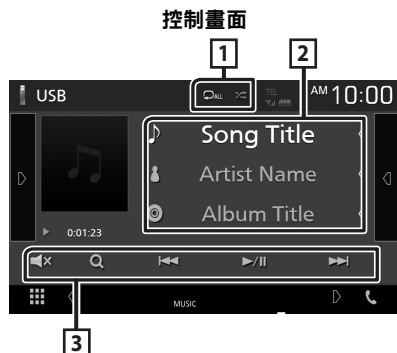 控制畫面
1 2
USB ALL TEL AM 10:00
Song Title
Artist Name
Album Title
0:01:23
MUSIC
3